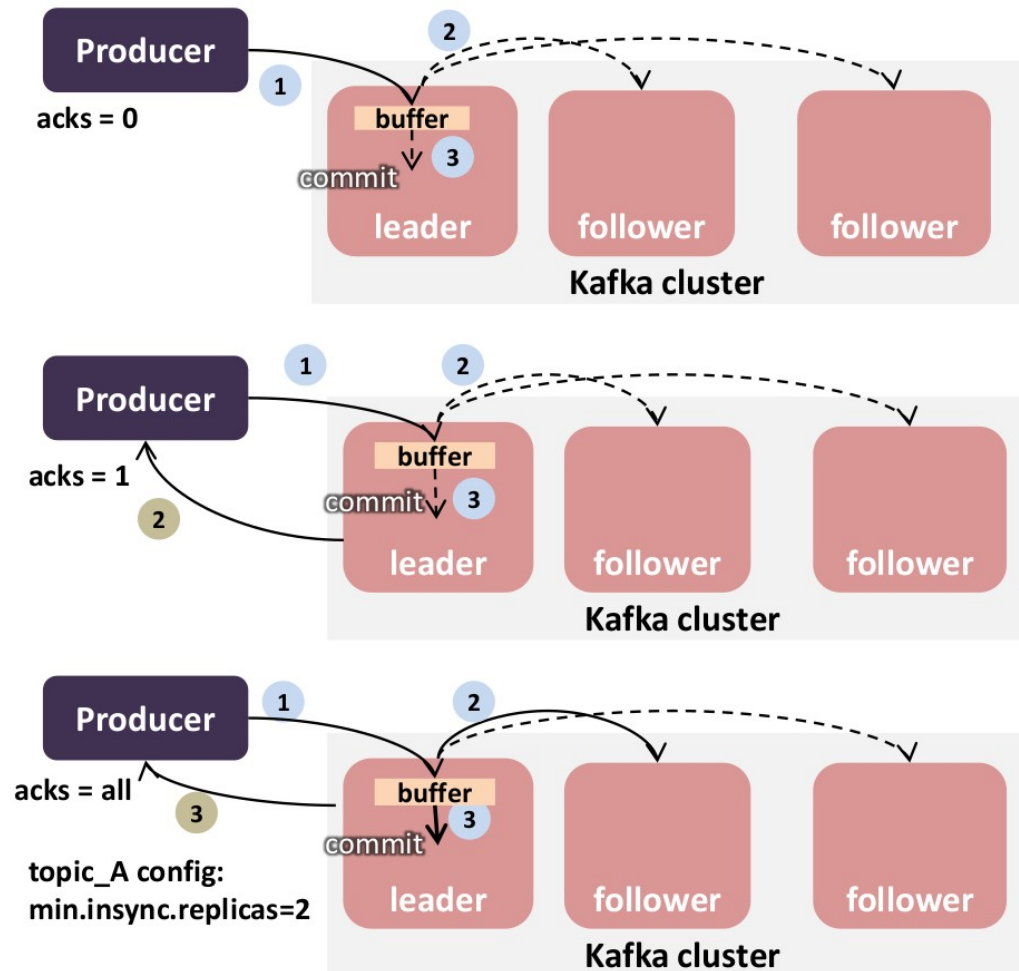 Producer
2
1
acks = 0
buffer
3
commit
leader
follower
follower
Kafka cluster
1
2
Producer
buffer
acks = 1
3
commit
2
leader
follower
follower
Kafka cluster
1
2
Producer
acks = all
buffer
3
3
commit
topic_A config:
min.insync.replicas=2
leader
follower
follower
Kafka cluster